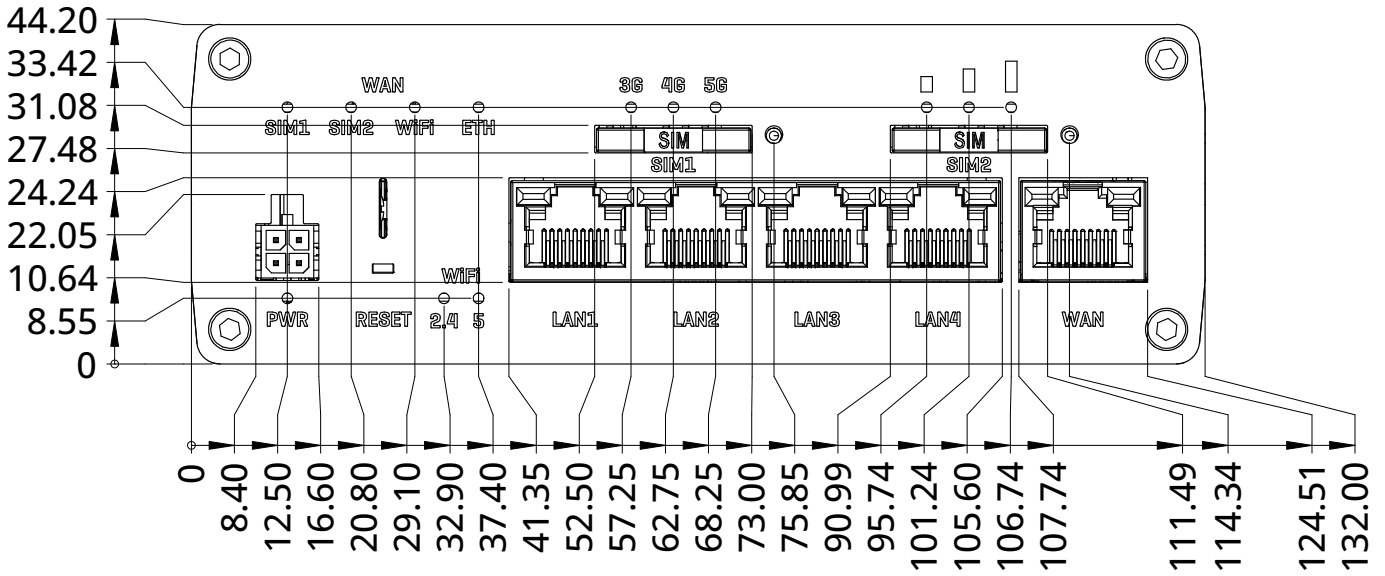 44.20
33.42
31.08
27.48
24.24
22.05
10.64
8.55
0
WAN
3G 4G 5G
SIM1 SIM2 WiFi ETH
SIM SIM
SIM1 SIM2
WiFi
PWR RESET 2.4 5 LAN1 LAN2 LAN3 LAN4 WAN
0 8.40 12.50 16.60 20.80 29.10 32.90 37.40 41.35 52.50 57.25 62.75 68.25 73.00 75.85 90.99 95.74 101.24 105.60 106.74 107.74 111.49 114.34 124.51 132.00